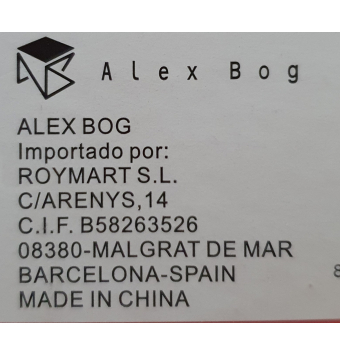 Alex Bog
ALEX BOG
Importado por:
ROYMART S.L.
C/ARENYS,14
C.I.F. B58263526
08380-MALGRAT DE MAR
BARCELONA-SPAIN
MADE IN CHINA